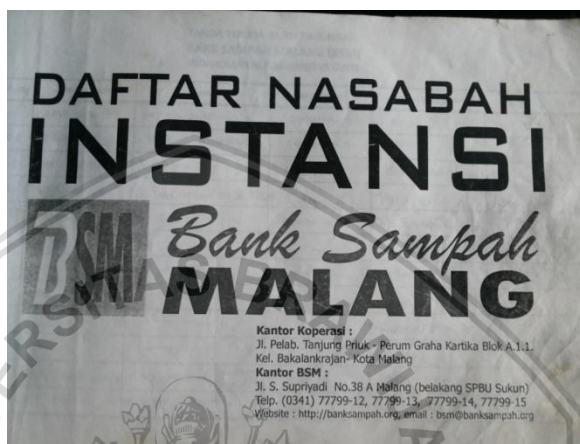 DAFTAR NASABAH
INSTANSI
BSM
Bank Sampah
MALANG
Kantor Koperasi :
Jl. Pelab. Tanjung Priuk - Perum Graha Kartika Blok A.1.1.
Kel. Bakalankrajan- Kota Malang
Kantor BSM :
Jl. S. Supriyadi No.38 A Malang (belakang SPBU Sukun)
Telp. (0341) 77799-12, 77799-13, 77799-14, 77799-15
Website : http://banksampah.org, email : bsm@banksampah.org